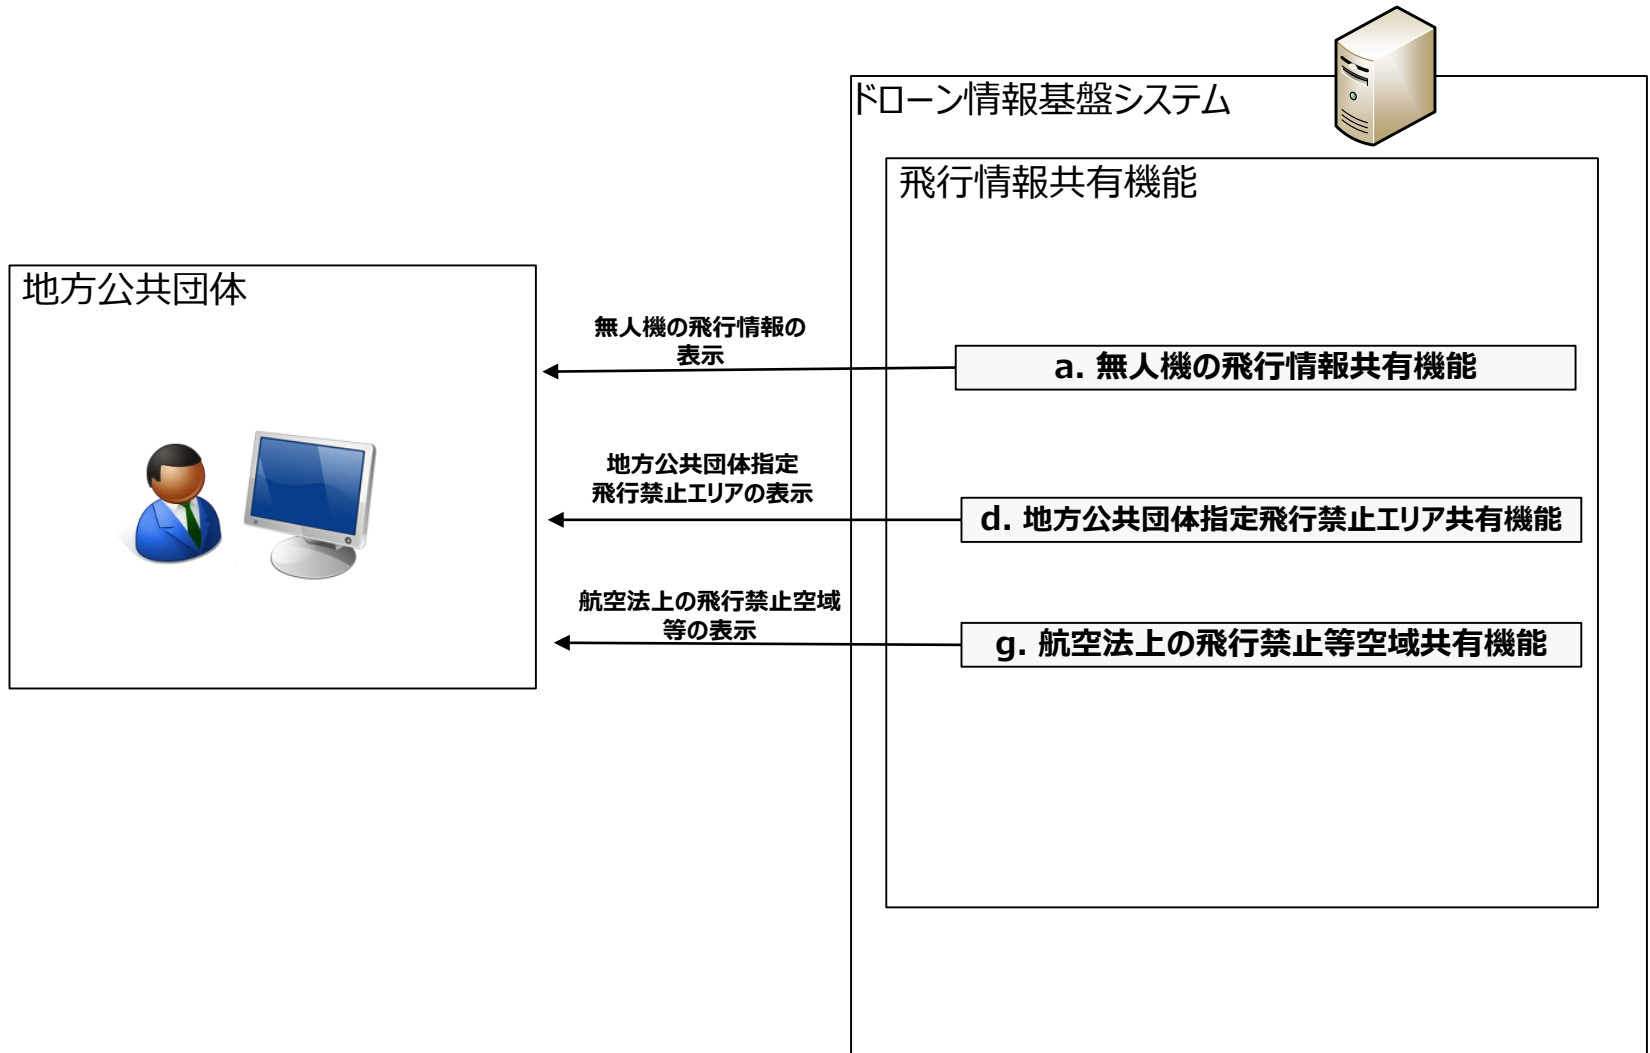 ドローン情報基盤システム
飛行情報共有機能
地方公共団体
無人機の飛行情報の
表示
a. 無人機の飛行情報共有機能
地方公共団体指定
飛行禁止エリアの表示
d. 地方公共団体指定飛行禁止エリア共有機能
航空法上の飛行禁止空域
等の表示
g. 航空法上の飛行禁止等空域共有機能